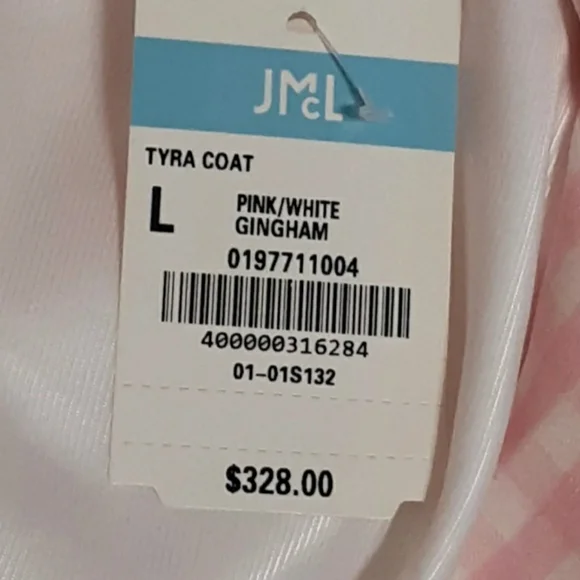 JMcL
TYRA COAT
L
PINK/WHITE
GINGHAM
0197711004
400000316284
01-01S132
$328.00